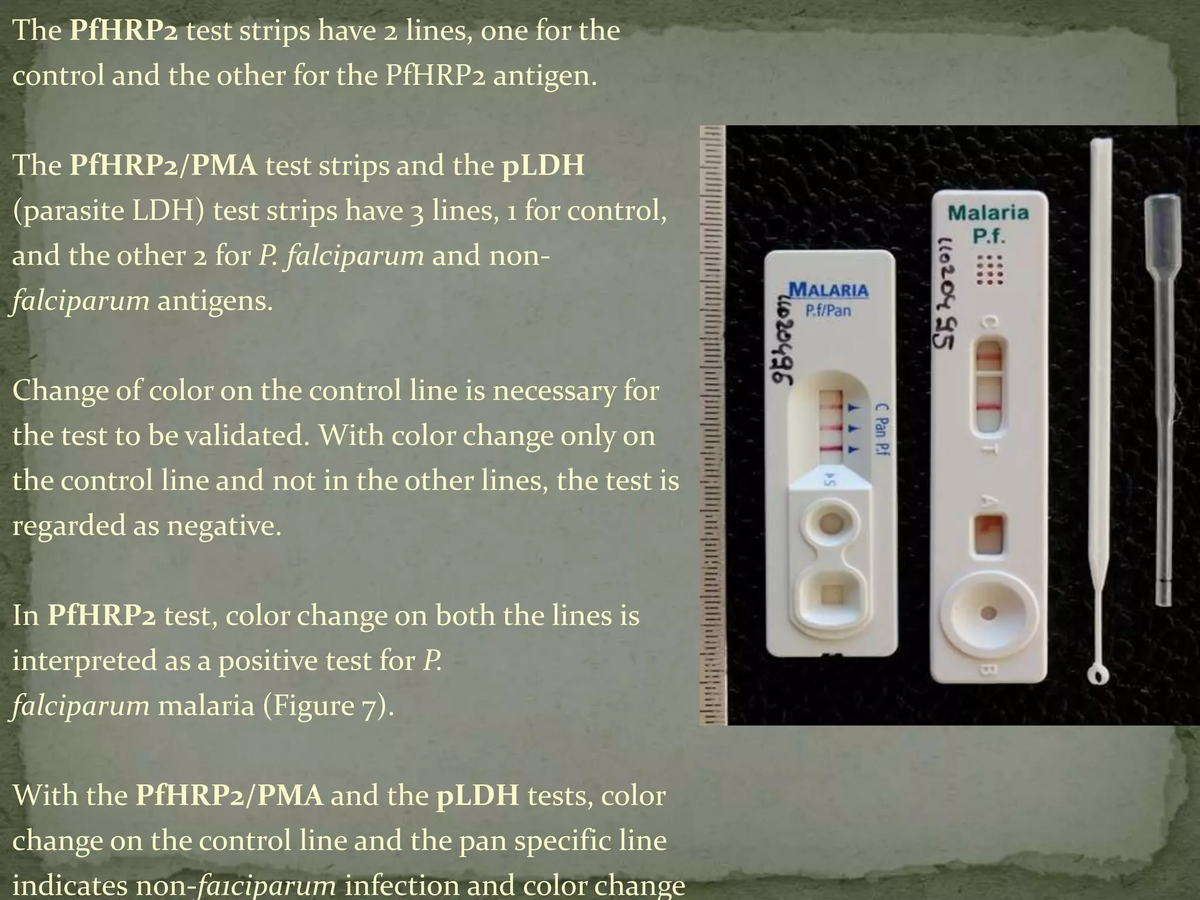 The PfHRP2 test strips have 2 lines, one for the
control and the other for the PfHRP2 antigen.
The PfHRP2/PMA test strips and the pLDH
(parasite LDH) test strips have 3 lines, 1 for control,
and the other 2 for P. falciparum and non-
falciparum antigens.
Change of color on the control line is necessary for
the test to be validated. With color change only on
the control line and not in the other lines, the test is
regarded as negative.
In PfHRP2 test, color change on both the lines is
interpreted as a positive test for P.
falciparum malaria (Figure 7).
With the PfHRP2/PMA and the pLDH tests, color
change on the control line and the pan specific line
indicates non-fa1ciparum infection and color change
MALARIA
P.f/Pan
C Pan P.f
S
Malaria
P.f.
C
T
A
B